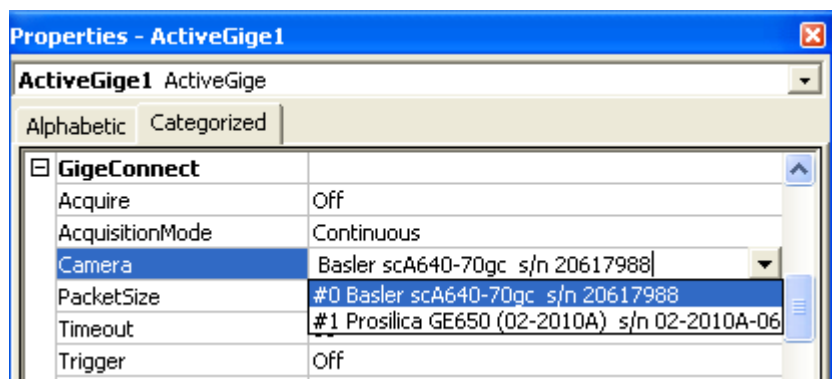 Properties - ActiveGige1
ActiveGige1 ActiveGige
Alphabetic Categorized
GigeConnect
Acquire Off
AcquisitionMode Continuous
Camera Basler scA640-70gc s/n 20617988
PacketSize #0 Basler scA640-70gc s/n 20617988
Timeout #1 Prosilica GE650 (02-2010A) s/n 02-2010A-06
Trigger Off